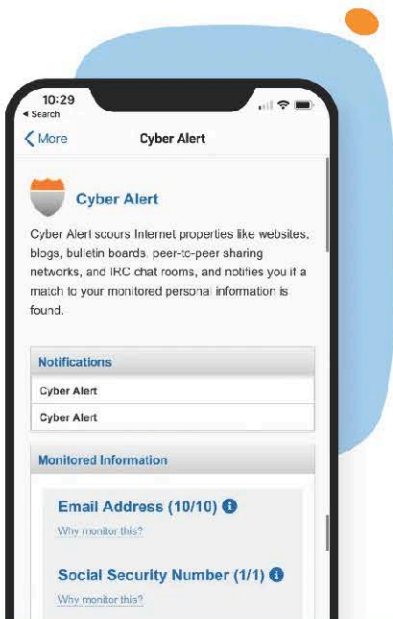 10:29
◀ Search
More
Cyber Alert
Cyber Alert
Cyber Alert scours Internet properties like websites,
blogs, bulletin boards, peer-to-peer sharing
networks, and IRC chat rooms, and notifies you if a
match to your monitored personal information is
found.
Notifications
Cyber Alert
Cyber Alert
Monitored Information
Email Address (10/10)
Why monitor this?
Social Security Number (1/1)
Why monitor this?